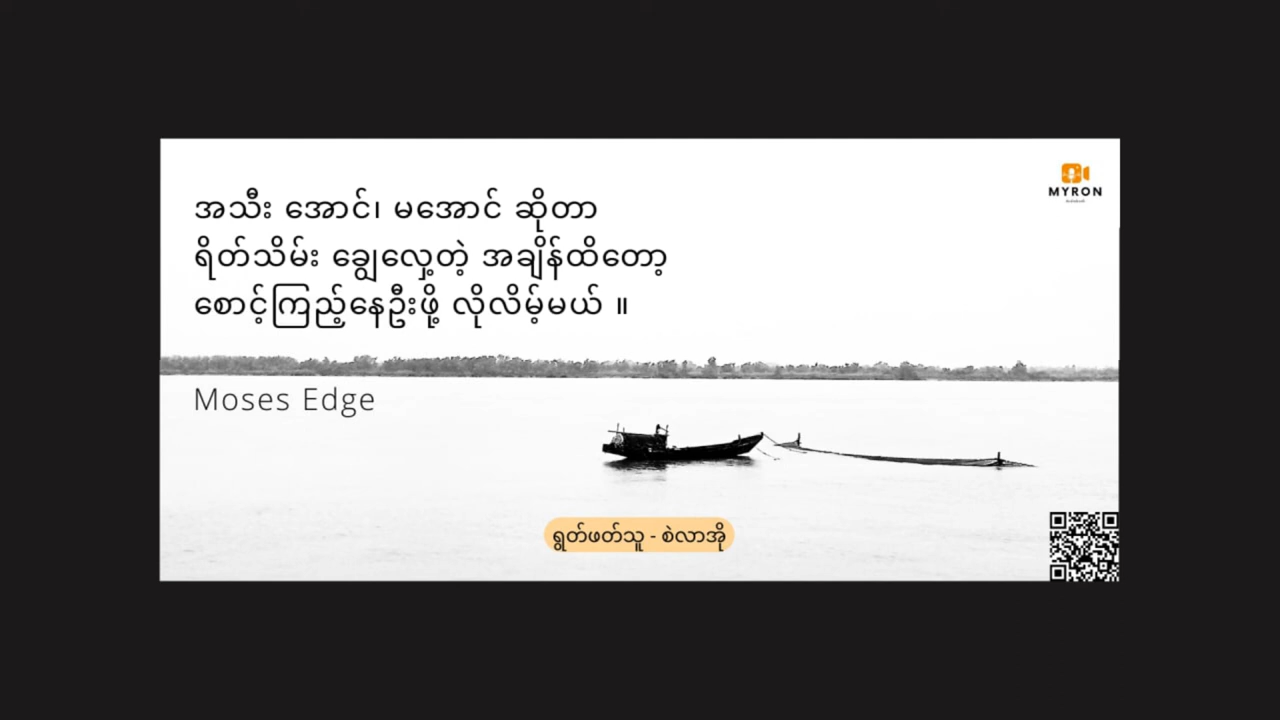 အသီး အောင်၊ မအောင် ဆိုတာ
ရိတ်သိမ်း ချွေလှေ့တဲ့ အချိန်ထိတော့
စောင့်ကြည့်နေဦးဖို့ လိုလိမ့်မယ် ။
Moses Edge
MYRON
ရွတ်ဖတ်သူ - စဲလာအို